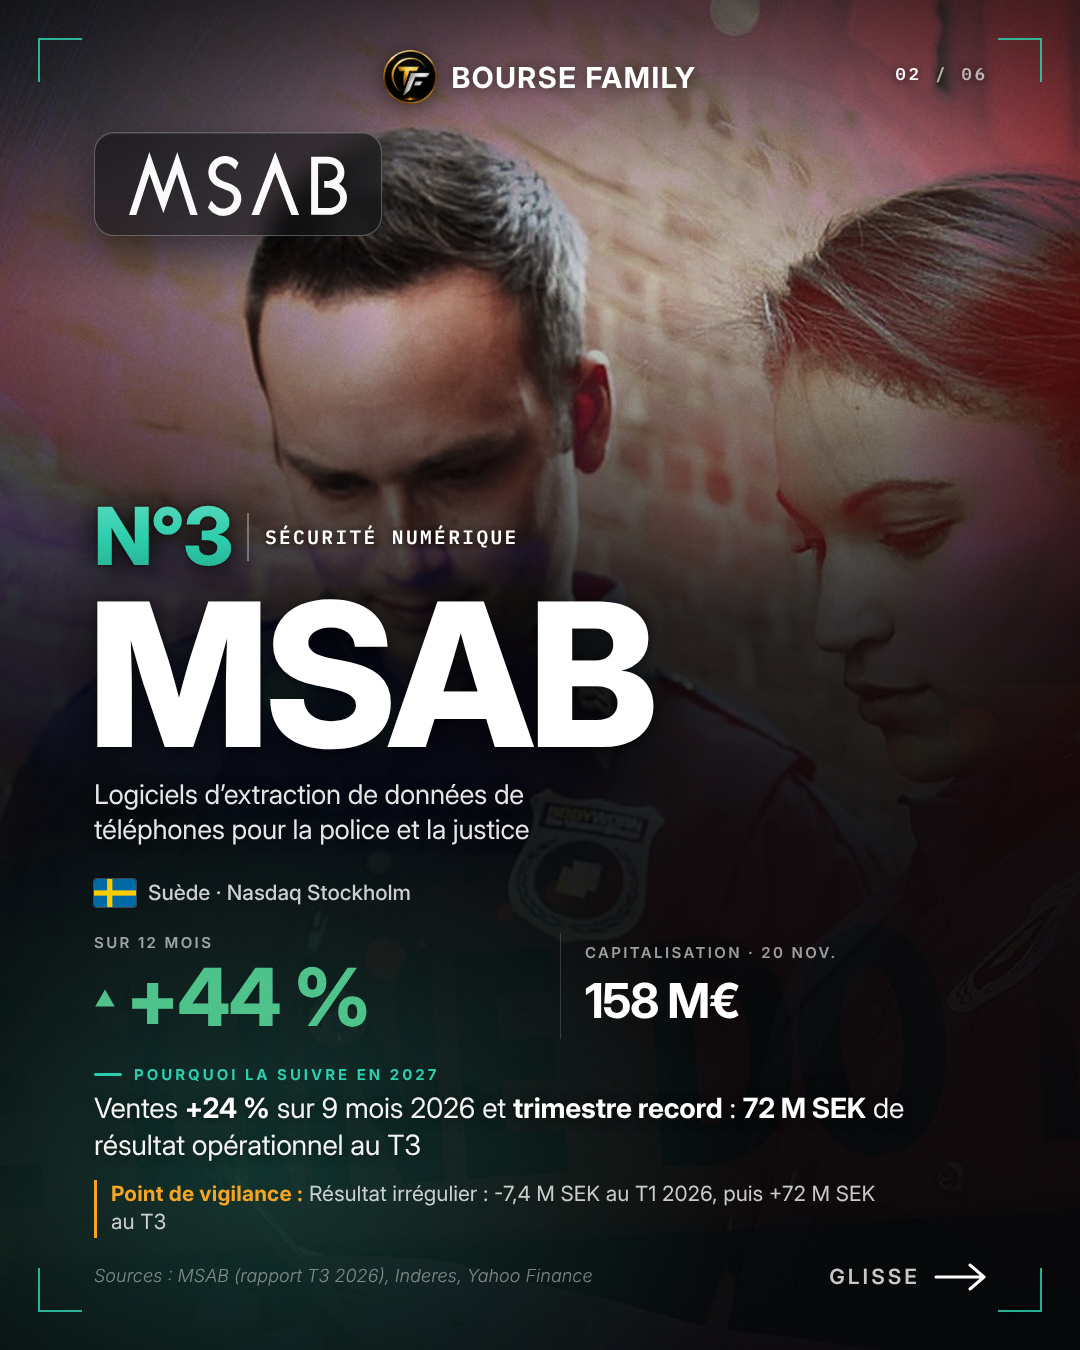 BOURSE FAMILY
02 / 06
MSAB
N°3
SÉCURITÉ NUMÉRIQUE
MSAB
Logiciels d’extraction de données de
téléphones pour la police et la justice
Suède · Nasdaq Stockholm
SUR 12 MOIS
+44 %
CAPITALISATION · 20 NOV.
158 M€
POURQUOI LA SUIVRE EN 2027
Ventes +24 % sur 9 mois 2026 et trimestre record : 72 M SEK de
résultat opérationnel au T3
Point de vigilance : Résultat irrégulier : -7,4 M SEK au T1 2026, puis +72 M SEK
au T3
Sources : MSAB (rapport T3 2026), Inderes, Yahoo Finance
GLISSE